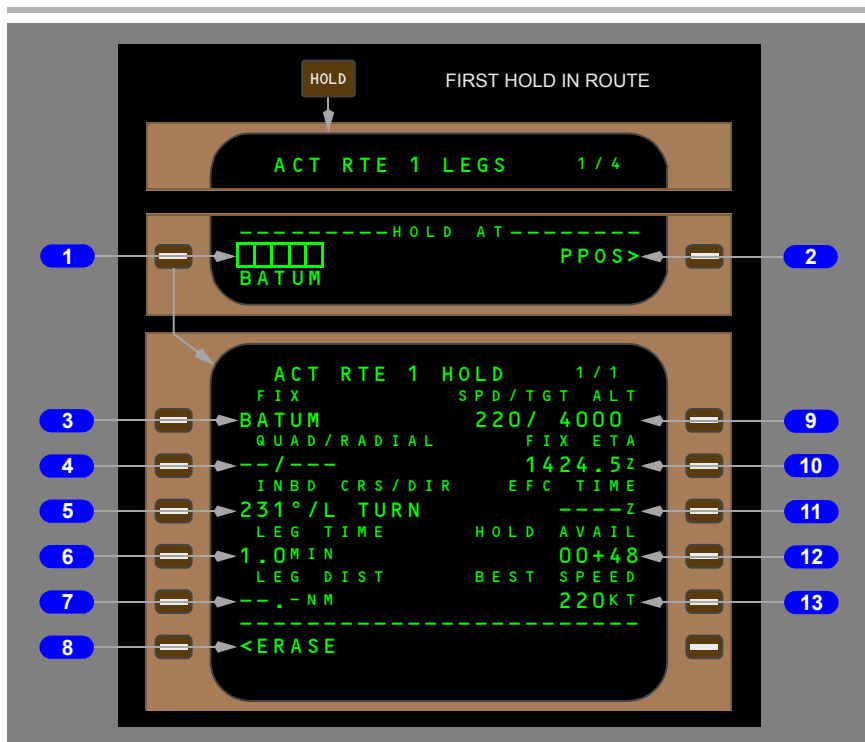 HOLD FIRST HOLD IN ROUTE
ACT RTE 1 LEGS 1/4
---------HOLD AT--------
1 PPOS> 2
BATUM
ACT RTE 1 HOLD 1/1
FIX SPD/TGT ALT
3 BATUM 220/ 4000 9
QUAD/RADIAL FIX ETA
4 --/--- 1424.5Z 10
INBD CRS/DIR EFC TIME
5 231°/L TURN ----Z 11
LEG TIME HOLD AVAIL
6 1.0MIN 00+48 12
LEG DIST BEST SPEED
7 --.-NM 220KT 13
------------------------
8 <ERASE